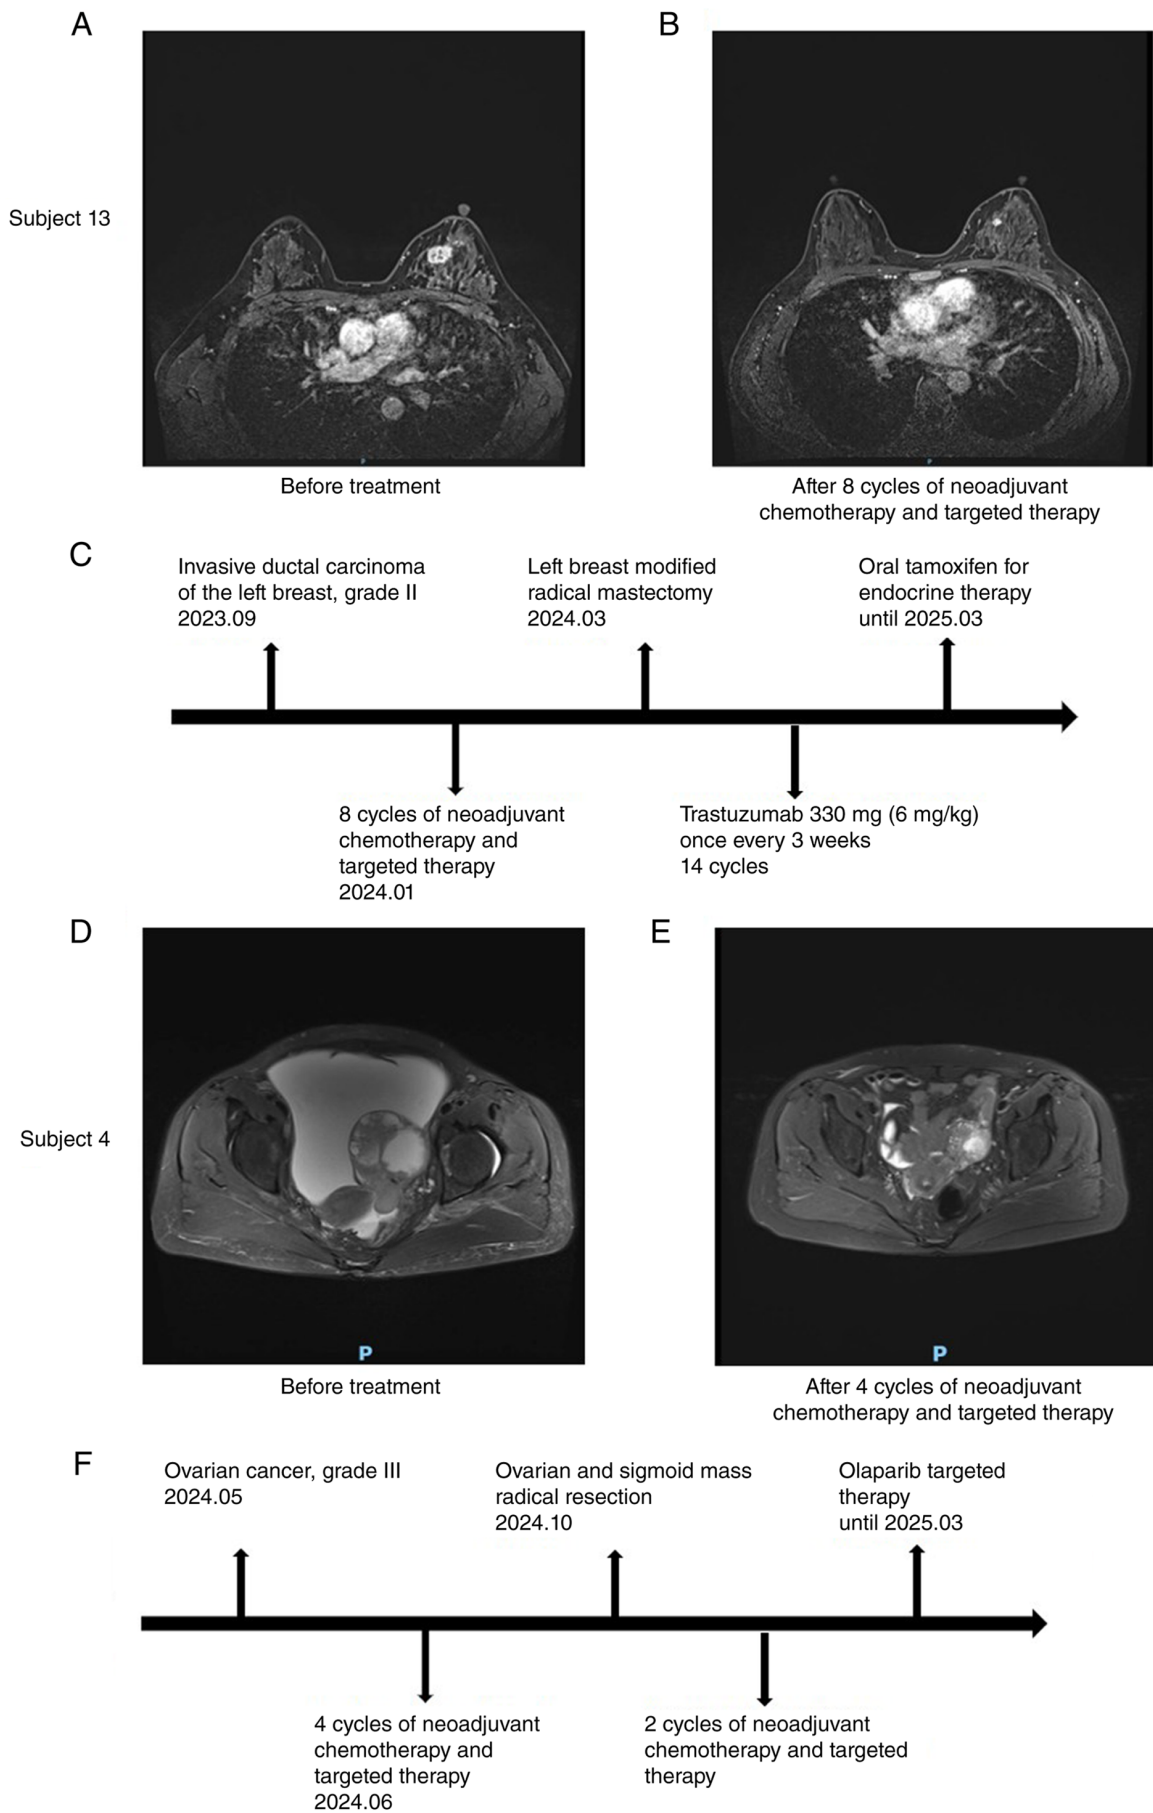 A
B
Subject 13
P
P
Before treatment
After 8 cycles of neoadjuvant
chemotherapy and targeted therapy
C
Invasive ductal carcinoma
of the left breast, grade II
2023.09
Left breast modified
radical mastectomy
2024.03
Oral tamoxifen for
endocrine therapy
until 2025.03
8 cycles of neoadjuvant
chemotherapy and
targeted therapy
2024.01
Trastuzumab 330 mg (6 mg/kg)
once every 3 weeks
14 cycles
D
E
Subject 4
P
P
Before treatment
After 4 cycles of neoadjuvant
chemotherapy and targeted therapy
F
Ovarian cancer, grade III
2024.05
Ovarian and sigmoid mass
radical resection
2024.10
Olaparib targeted
therapy
until 2025.03
4 cycles of neoadjuvant
chemotherapy and
targeted therapy
2024.06
2 cycles of neoadjuvant
chemotherapy and targeted
therapy